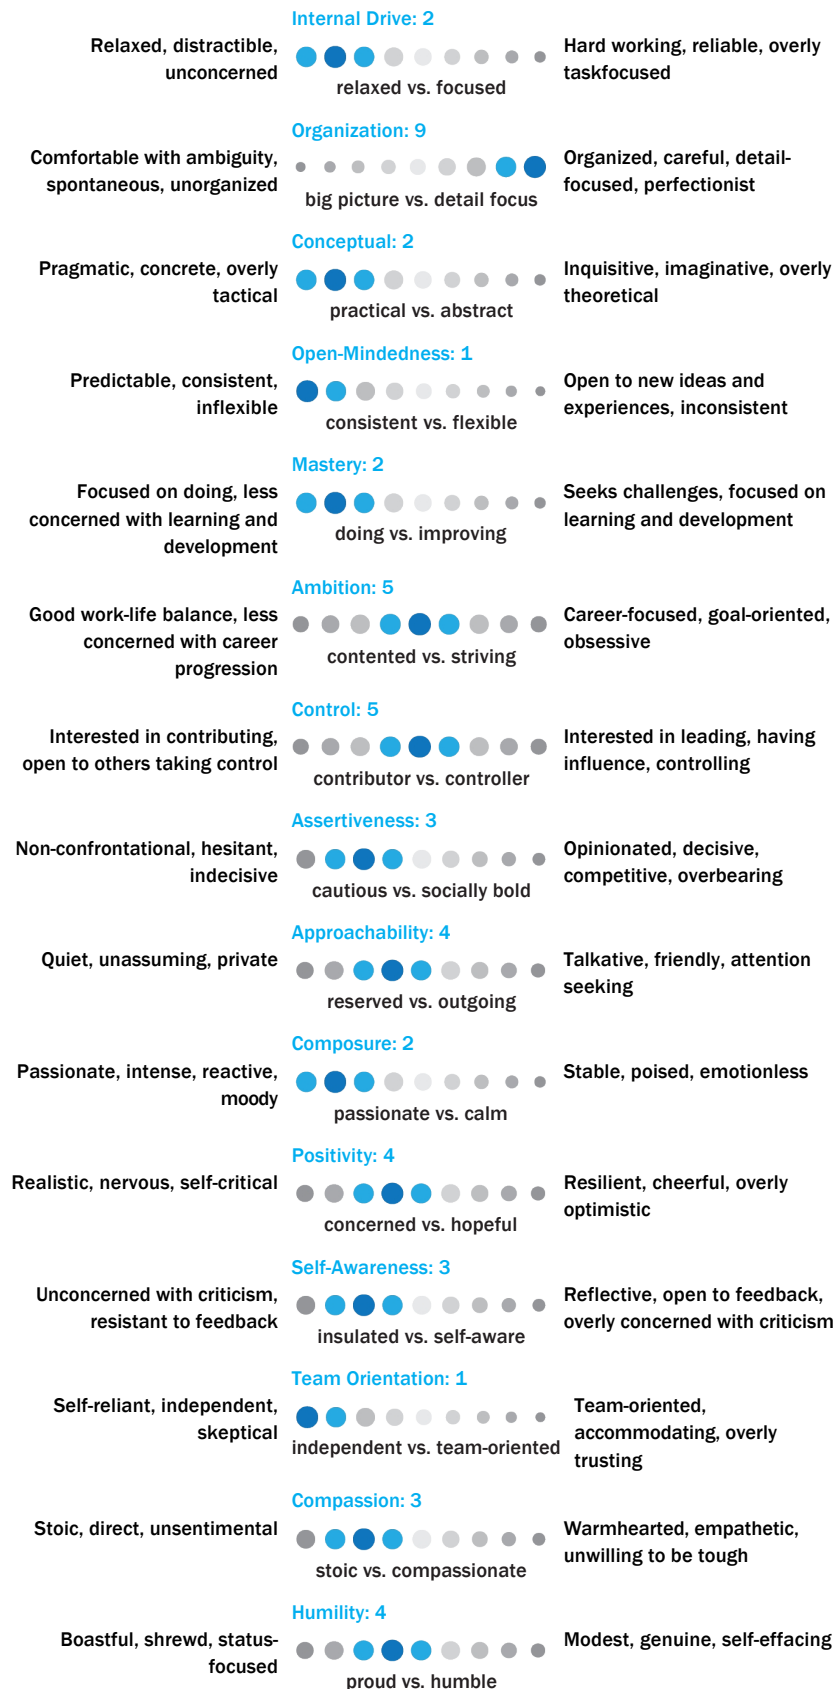 Internal Drive: 2
Relaxed, distractible,
unconcerned
relaxed vs. focused
Hard working, reliable, overly
taskfocused
Organization: 9
Comfortable with ambiguity,
spontaneous, unorganized
big picture vs. detail focus
Organized, careful, detail-
focused, perfectionist
Conceptual: 2
Pragmatic, concrete, overly
tactical
practical vs. abstract
Inquisitive, imaginative, overly
theoretical
Open-Mindedness: 1
Predictable, consistent,
inflexible
consistent vs. flexible
Open to new ideas and
experiences, inconsistent
Mastery: 2
Focused on doing, less
concerned with learning and
development
doing vs. improving
Seeks challenges, focused on
learning and development
Ambition: 5
Good work-life balance, less
concerned with career
progression
contented vs. striving
Career-focused, goal-oriented,
obsessive
Control: 5
Interested in contributing,
open to others taking control
contributor vs. controller
Interested in leading, having
influence, controlling
Assertiveness: 3
Non-confrontational, hesitant,
indecisive
cautious vs. socially bold
Opinionated, decisive,
competitive, overbearing
Approachability: 4
Quiet, unassuming, private
reserved vs. outgoing
Talkative, friendly, attention
seeking
Composure: 2
Passionate, intense, reactive,
moody
passionate vs. calm
Stable, poised, emotionless
Positivity: 4
Realistic, nervous, self-critical
concerned vs. hopeful
Resilient, cheerful, overly
optimistic
Self-Awareness: 3
Unconcerned with criticism,
resistant to feedback
insulated vs. self-aware
Reflective, open to feedback,
overly concerned with criticism
Team Orientation: 1
Self-reliant, independent,
skeptical
independent vs. team-oriented
Team-oriented,
accommodating, overly
trusting
Compassion: 3
Stoic, direct, unsentimental
stoic vs. compassionate
Warmhearted, empathetic,
unwilling to be tough
Humility: 4
Boastful, shrewd, status-
focused
proud vs. humble
Modest, genuine, self-effacing